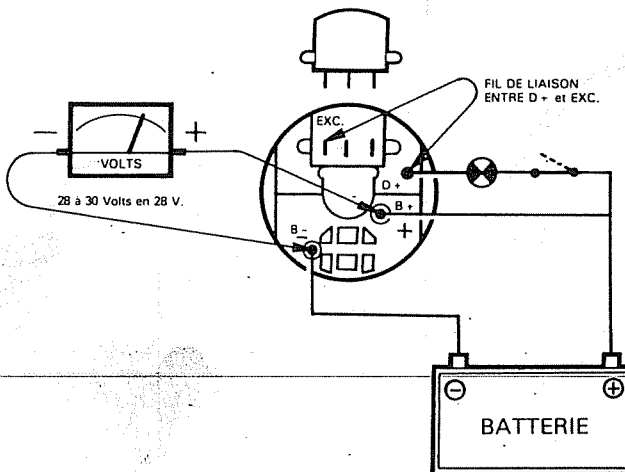 FIL DE LIAISON
ENTRE D + et EXC.
EXC.
− +
VOLTS
D +
28 à 30 Volts en 28 V.
B +
+
B −
− +
BATTERIE